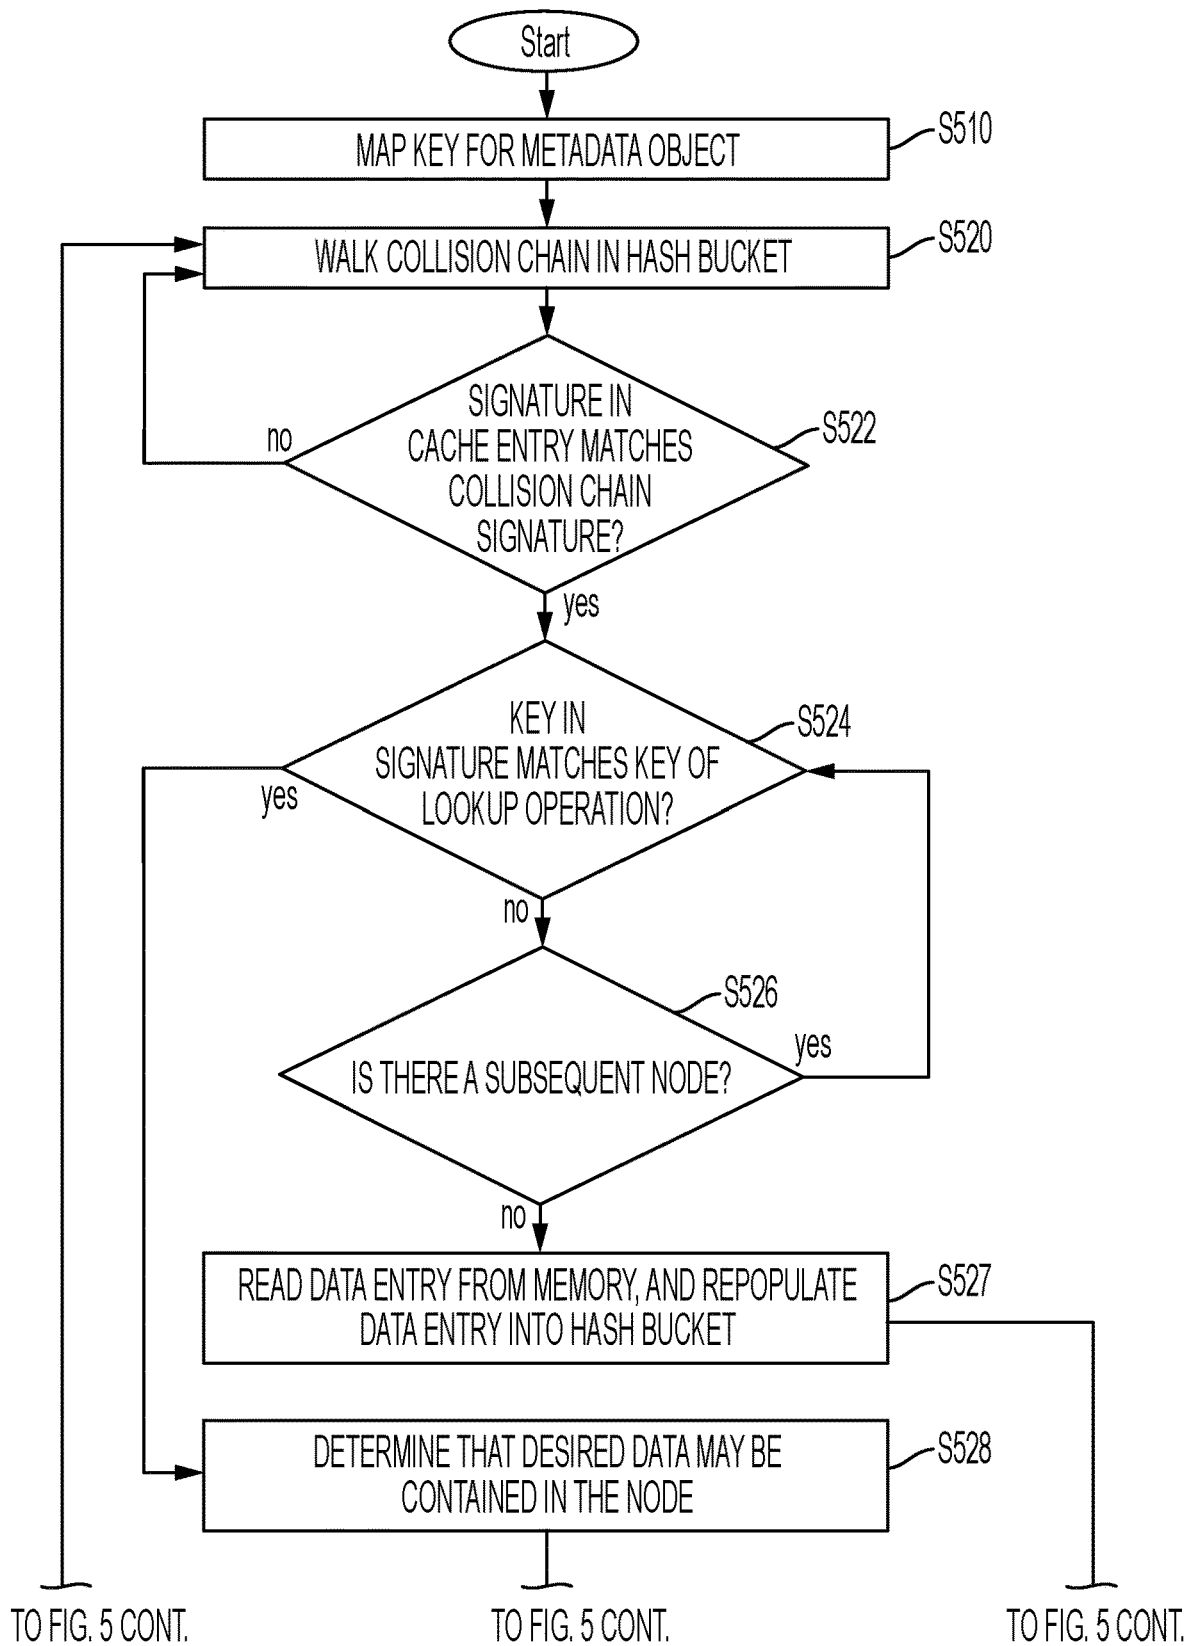 Start
MAP KEY FOR METADATA OBJECT
S510
WALK COLLISION CHAIN IN HASH BUCKET
S520
SIGNATURE IN
CACHE ENTRY MATCHES
COLLISION CHAIN
SIGNATURE?
S522
no
yes
KEY IN
SIGNATURE MATCHES KEY OF
LOOKUP OPERATION?
S524
yes
no
IS THERE A SUBSEQUENT NODE?
S526
yes
no
READ DATA ENTRY FROM MEMORY, AND REPOPULATE
DATA ENTRY INTO HASH BUCKET
S527
DETERMINE THAT DESIRED DATA MAY BE
CONTAINED IN THE NODE
S528
TO FIG. 5 CONT.
TO FIG. 5 CONT.
TO FIG. 5 CONT.